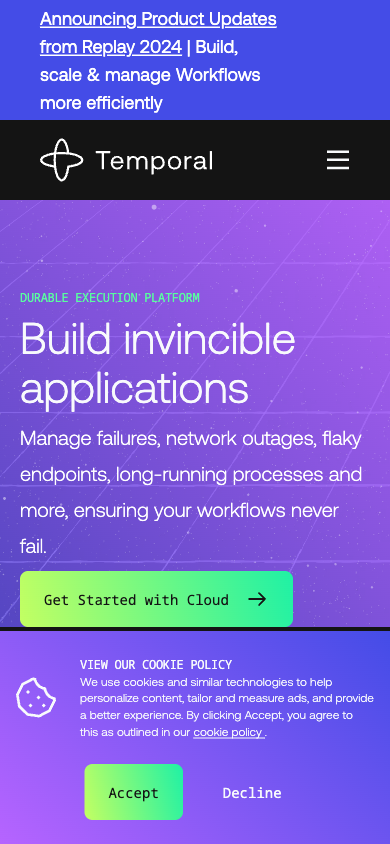 Announcing Product Updates
from Replay 2024 | Build,
scale & manage Workflows
more efficiently
Temporal
DURABLE EXECUTION PLATFORM
Build invincible
applications
Manage failures, network outages, flaky
endpoints, long-running processes and
more, ensuring your workflows never
fail.
Get Started with Cloud
VIEW OUR COOKIE POLICY
We use cookies and similar technologies to help
personalize content, tailor and measure ads, and provide
a better experience. By clicking Accept, you agree to
this as outlined in our cookie policy .
Accept
Decline